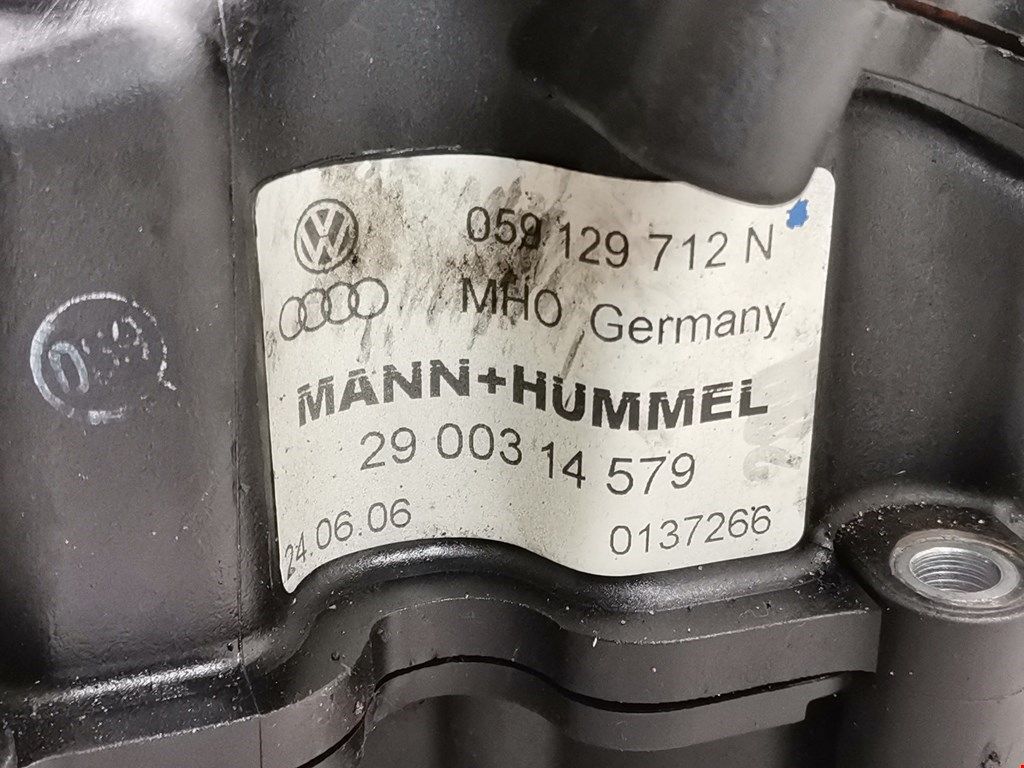 059 129 712 N
MHO Germany
MANN+HUMMEL
29 003 14 579
24.06.06 0137266